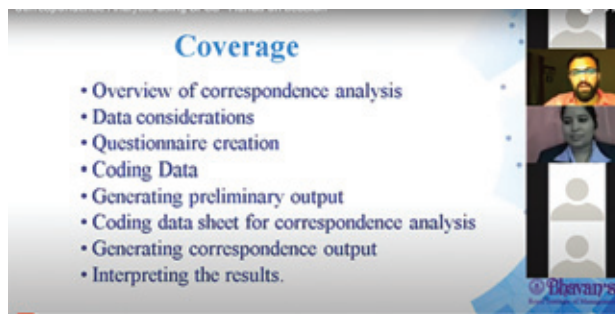 Coverage
• Overview of correspondence analysis
• Data considerations
• Questionnaire creation
• Coding Data
• Generating preliminary output
• Coding data sheet for correspondence analysis
• Generating correspondence output
• Interpreting the results.
Bhavan's